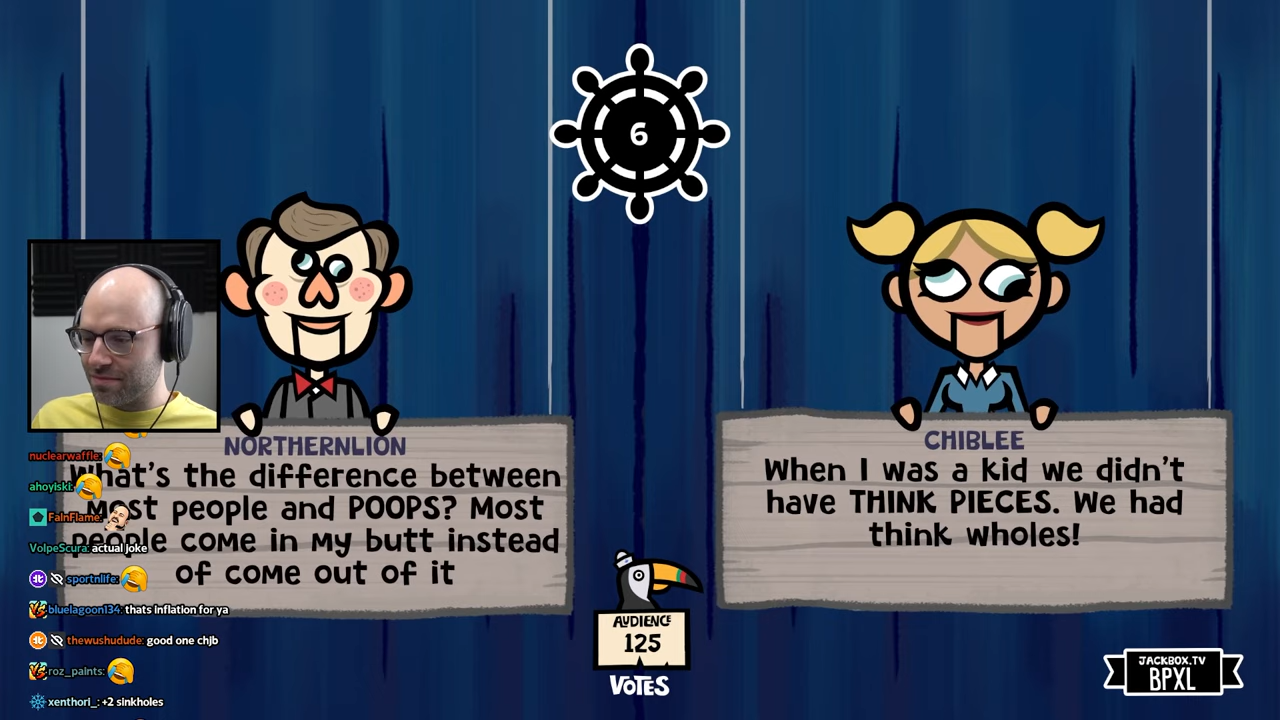 6
NORTHERNLION
What's the difference between
most people and POOPS? Most
people come in my butt instead
of come out of it
CHIBLEE
When I was a kid we didn't
have THINK PIECES. We had
think wholes!
nuclearwaffle:
ahoyiski:
FainFlame:
VolpeScura: actual joke
sportnlife:
bluelagoon134: thats inflation for ya
thewushudude: good one chjb
roz_paints:
xenthori_: +2 sinkholes
AUDIENCE
125
VOTES
JACKBOX.TV
BPXL